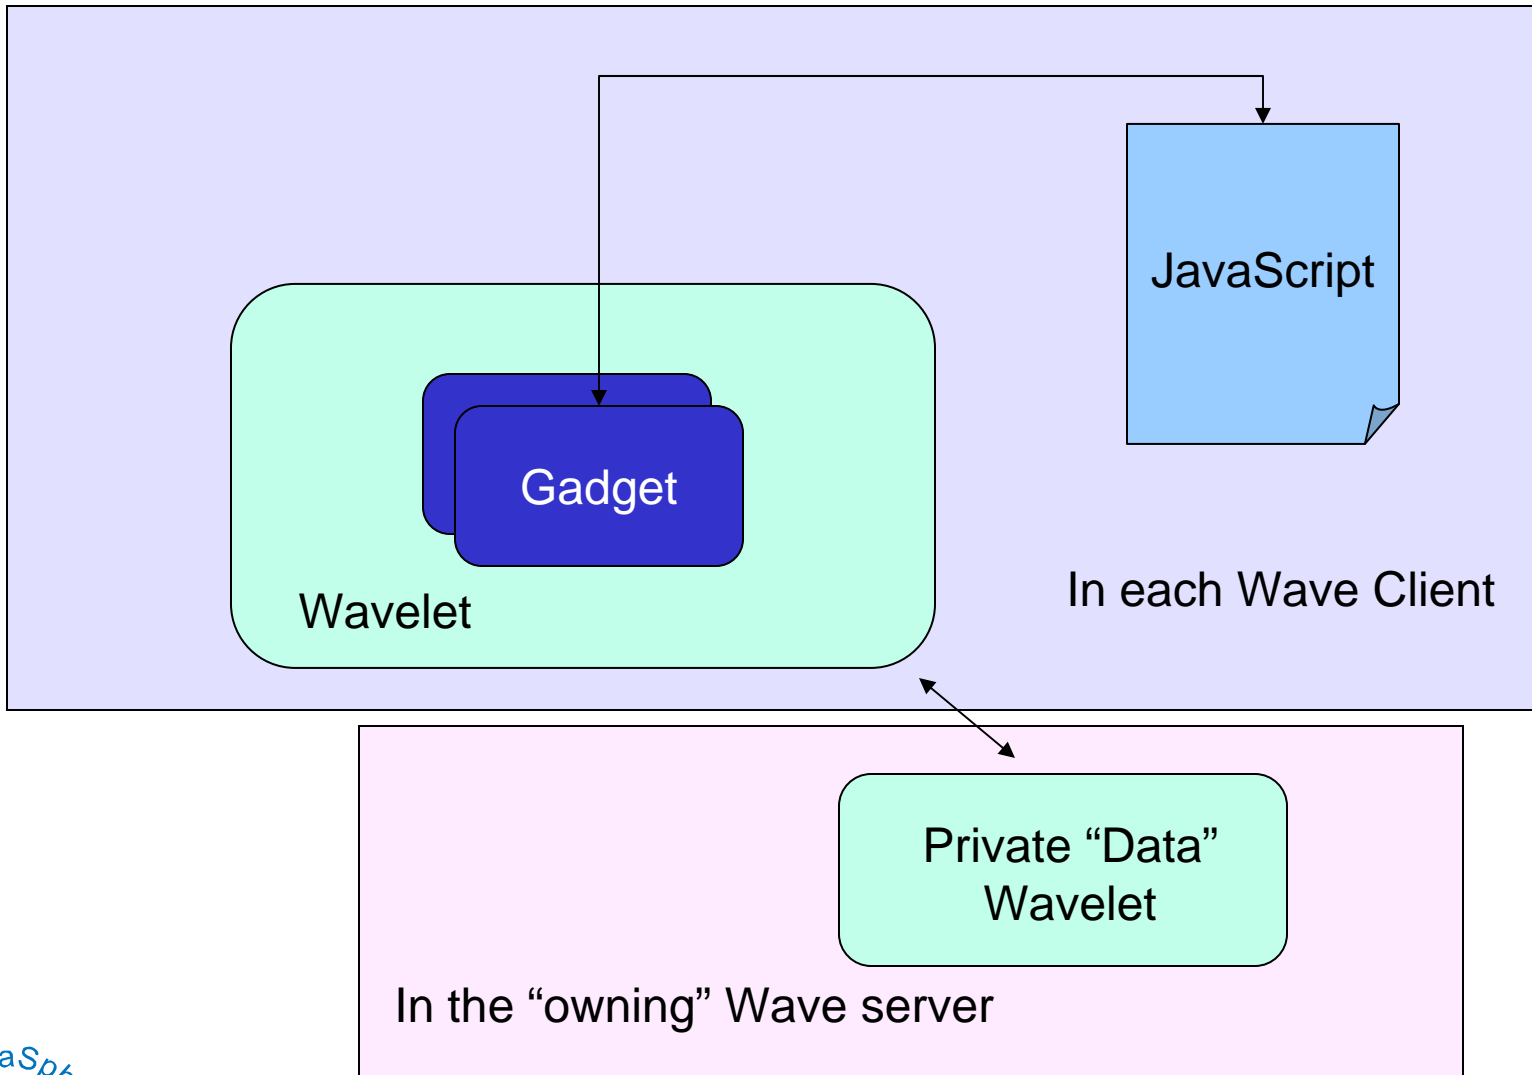 JavaScript
Gadget
In each Wave Client
Wavelet
Private “Data”
Wavelet
In the “owning” Wave server